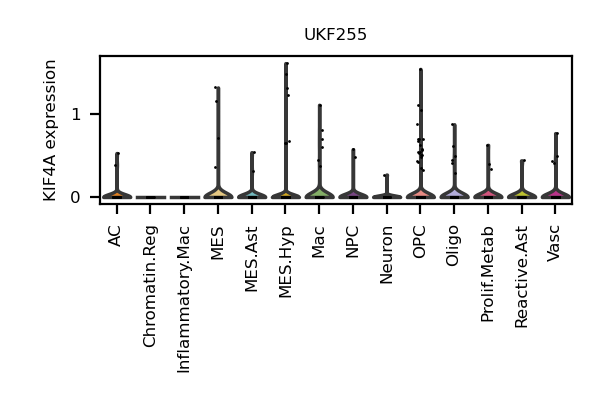 UKF255
KIF4A expression
1
0
AC
Chromatin.Reg
Inflammatory.Mac
MES
MES.Ast
MES.Hyp
Mac
NPC
Neuron
OPC
Oligo
Prolif.Metab
Reactive.Ast
Vasc